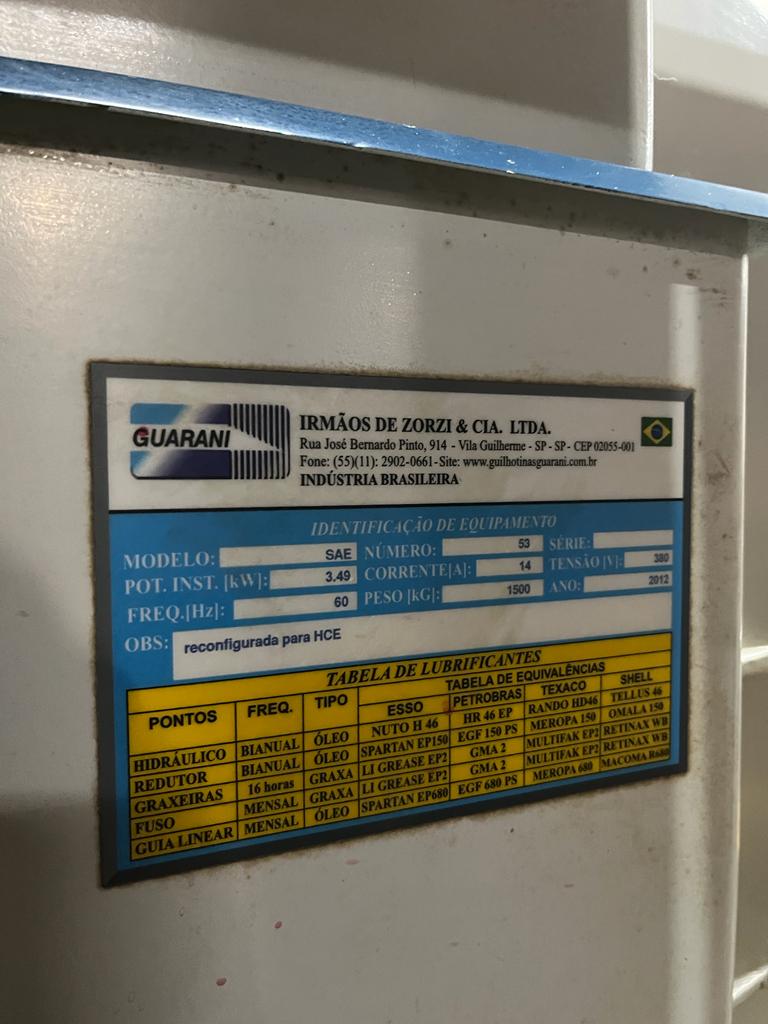 GUARANI
IRMÃOS DE ZORZI & CIA. LTDA.
Rua José Bernardo Pinto, 914 - Vila Guilherme - SP - SP - CEP 02055-001
Fone: (55)(11): 2902-0661-Site: www.guilhotinasguarani.com.br
INDÚSTRIA BRASILEIRA
IDENTIFICAÇÃO DE EQUIPAMENTO
MODELO: SAE NÚMERO: 53 SÉRIE:
POT. INST. [kW]: 3.49 CORRENTE[A]: 14 TENSÃO [V]: 380
FREQ.[Hz]: 60 PESO [kG]: 1500 ANO: 2012
OBS: reconfigurada para HCE
TABELA DE LUBRIFICANTES
TABELA DE EQUIVALÊNCIAS
PONTOS FREQ. TIPO ESSO PETROBRAS TEXACO SHELL
HIDRÁULICO BIANUAL ÓLEO NUTO H 46 HR 46 EP RANDO HD46 TELLUS 46
REDUTOR BIANUAL ÓLEO SPARTAN EP150 EGF 150 PS MEROPA 150 OMALA 150
GRAXEIRAS 16 horas GRAXA LI GREASE EP2 GMA 2 MULTIFAK EP2 RETINAX WB
FUSO MENSAL GRAXA LI GREASE EP2 GMA 2 MULTIFAK EP2 RETINAX WB
GUIA LINEAR MENSAL ÓLEO SPARTAN EP680 EGF 680 PS MEROPA 680 MACOMA R680